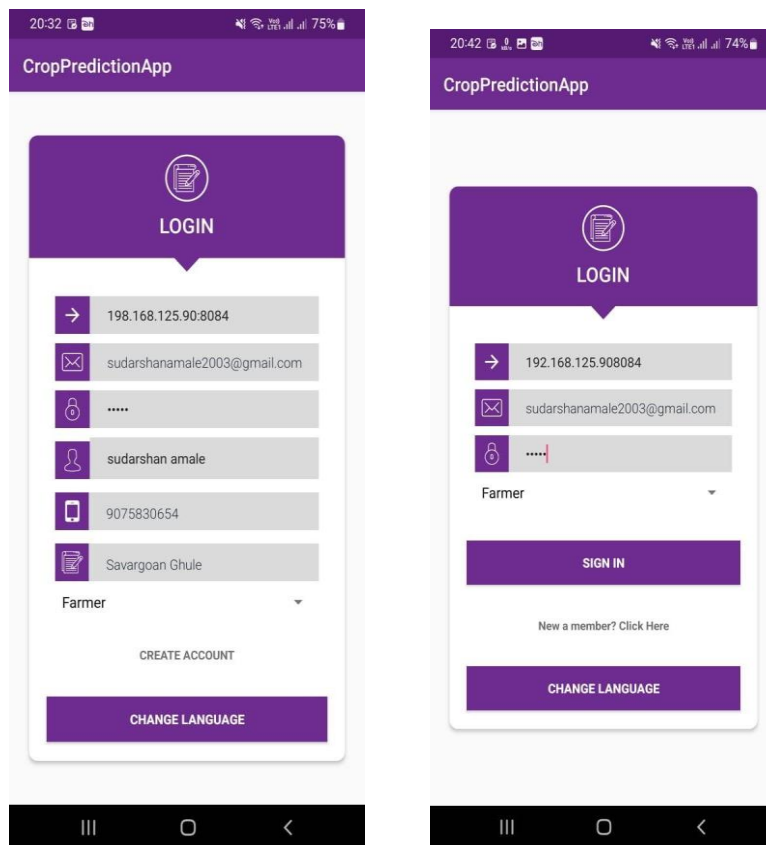 20:32
75%
CropPredictionApp
LOGIN
198.168.125.90:8084
sudarshanamale2003@gmail.com
•••••
sudarshan amale
9075830654
Savargoan Ghule
Farmer
CREATE ACCOUNT
CHANGE LANGUAGE
20:42
74%
CropPredictionApp
LOGIN
192.168.125.908084
sudarshanamale2003@gmail.com
•••••
Farmer
SIGN IN
New a member? Click Here
CHANGE LANGUAGE